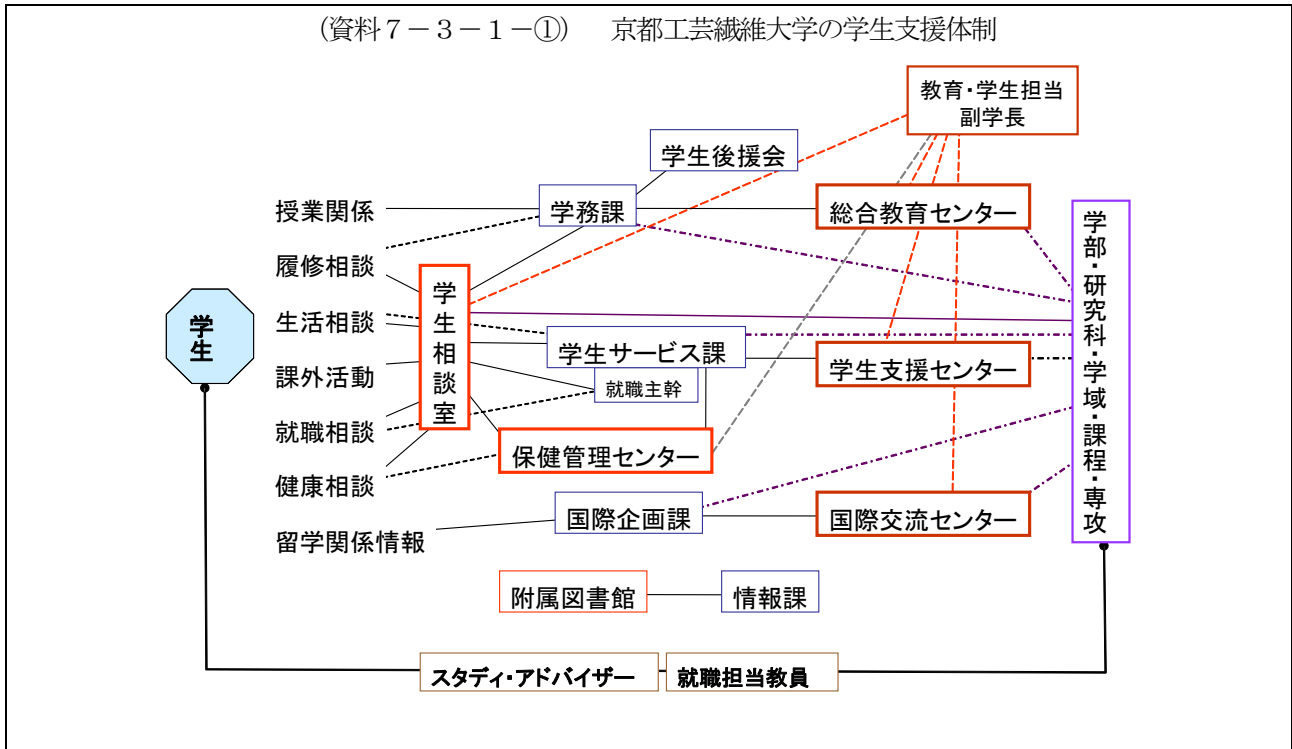 (資料7-3-1-①) 京都工芸繊維大学の学生支援体制
教育・学生担当
副学長
学生後援会
授業関係
学務課
総合教育センター
履修相談
学生相談室
学部・研究科・学域・課程・専攻
学生
生活相談
学生サービス課
学生支援センター
課外活動
就職主幹
就職相談
保健管理センター
健康相談
国際企画課
国際交流センター
留学関係情報
附属図書館
情報課
スタディ・アドバイザー
就職担当教員